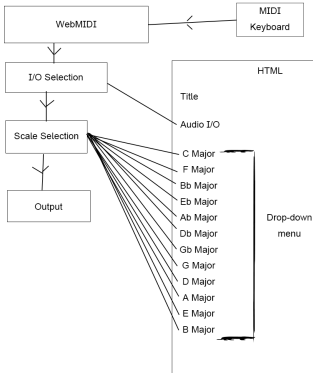 WebMIDI
MIDI
Keyboard
I/O Selection
Scale Selection
Output
HTML
Title
Audio I/O
C Major
F Major
Bb Major
Eb Major
Ab Major
Db Major
Gb Major
G Major
D Major
A Major
E Major
B Major
Drop-down
menu